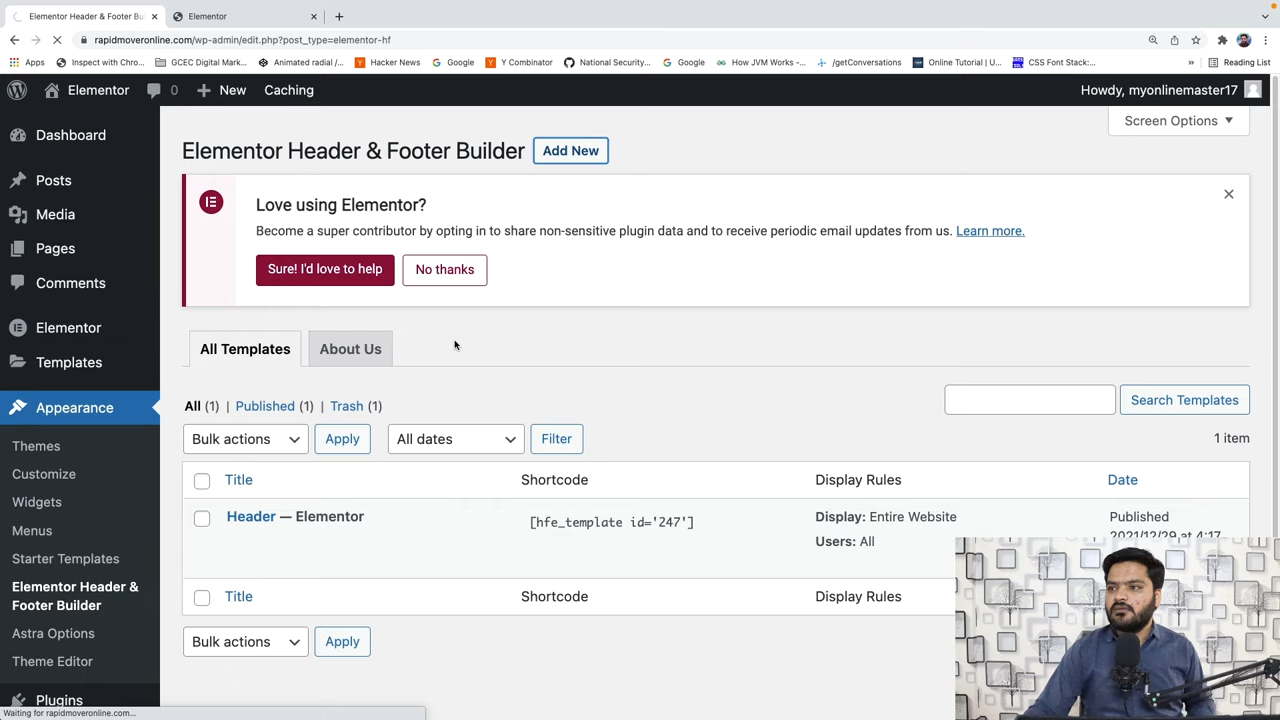 Elementor Header & Footer Bui
Elementor
rapidmoveronline.com/wp-admin/edit.php?post_type=elementor-hf
Apps
Inspect with Chro...
GCEC Digital Mark...
Animated radial /...
Hacker News
Google
Y Combinator
National Security...
Google
How JVM Works -...
/getConversations
Online Tutorial | U...
CSS Font Stack:...
»
Reading List
Elementor
0
New
Caching
Howdy, myonlinemaster17
Screen Options
Dashboard
Posts
Media
Pages
Comments
Elementor
Templates
Appearance
Themes
Customize
Widgets
Menus
Starter Templates
Elementor Header &
Footer Builder
Astra Options
Theme Editor
Plugins
Elementor Header & Footer Builder
Add New
Love using Elementor?
Become a super contributor by opting in to share non-sensitive plugin data and to receive periodic email updates from us. Learn more.
Sure! I'd love to help
No thanks
All Templates
About Us
All (1) | Published (1) | Trash (1)
Search Templates
Bulk actions
Apply
All dates
Filter
1 item
Title
Shortcode
Display Rules
Date
Header — Elementor
[hfe_template id='247']
Display: Entire Website
Users: All
Published
2021/12/29 at 4:17
Title
Shortcode
Display Rules
Bulk actions
Apply
Waiting for rapidmoveronline.com...